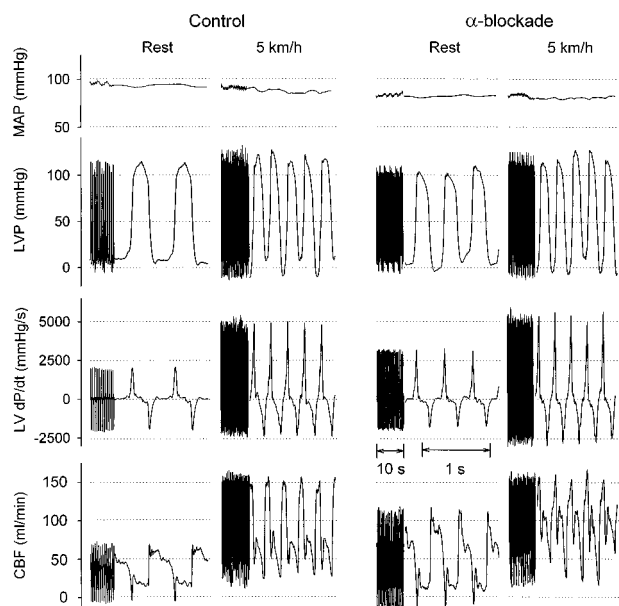 Control
α-blockade
Rest
5 km/h
Rest
5 km/h
MAP (mmHg)
100
50
LVP (mmHg)
100
50
0
LV dP/dt (mmHg/s)
5000
2500
0
-2500
10 s
1 s
CBF (ml/min)
150
100
50
0